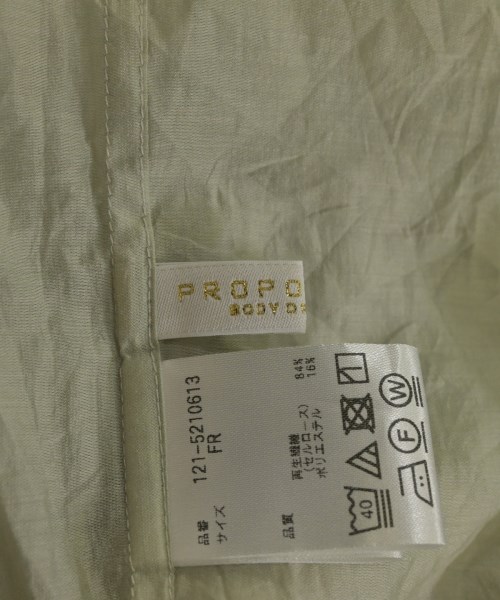 PROPO
BODY D
品番 121-5210613
サイズ FR
品質 再生繊維 84%
(セルロース) 16%
ポリエステル
40
F
W